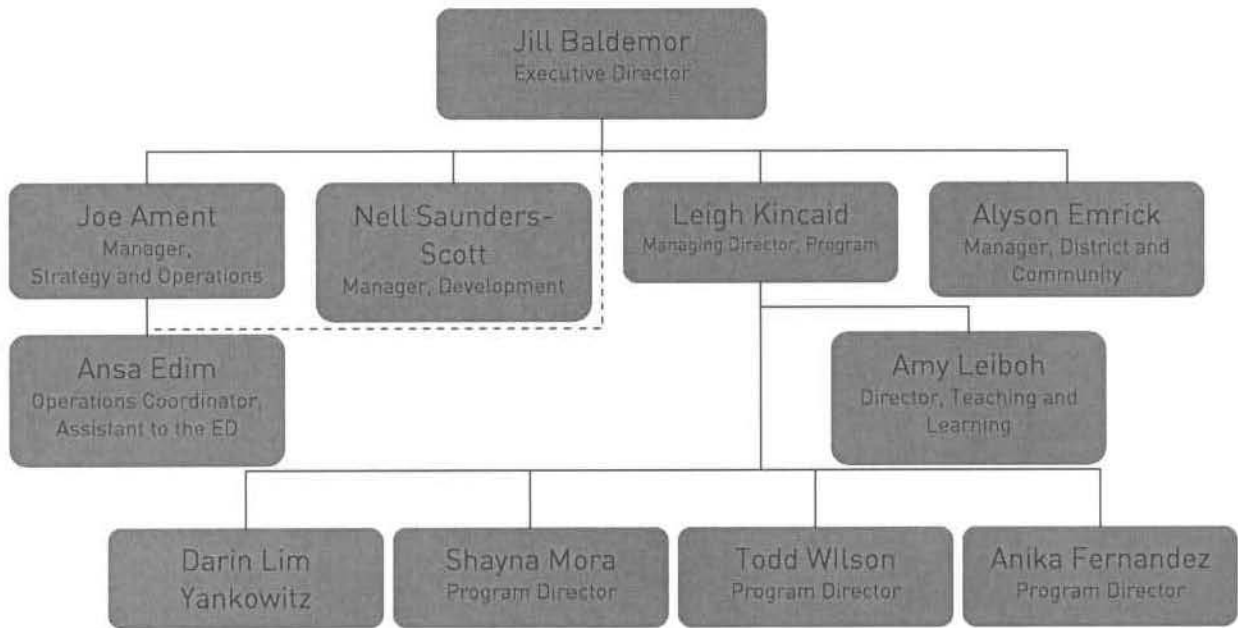 Jill Baldemor
Executive Director
Joe Ament
Manager,
Strategy and Operations
Nell Saunders-
Scott
Manager, Development
Leigh Kincaid
Managing Director, Program
Alyson Emrick
Manager, District and
Community
Ansa Edim
Operations Coordinator,
Assistant to the ED
Amy Leiboh
Director, Teaching and
Learning
Darin Lim
Yankowitz
Shayna Mora
Program Director
Todd WIlson
Program Director
Anika Fernandez
Program Director